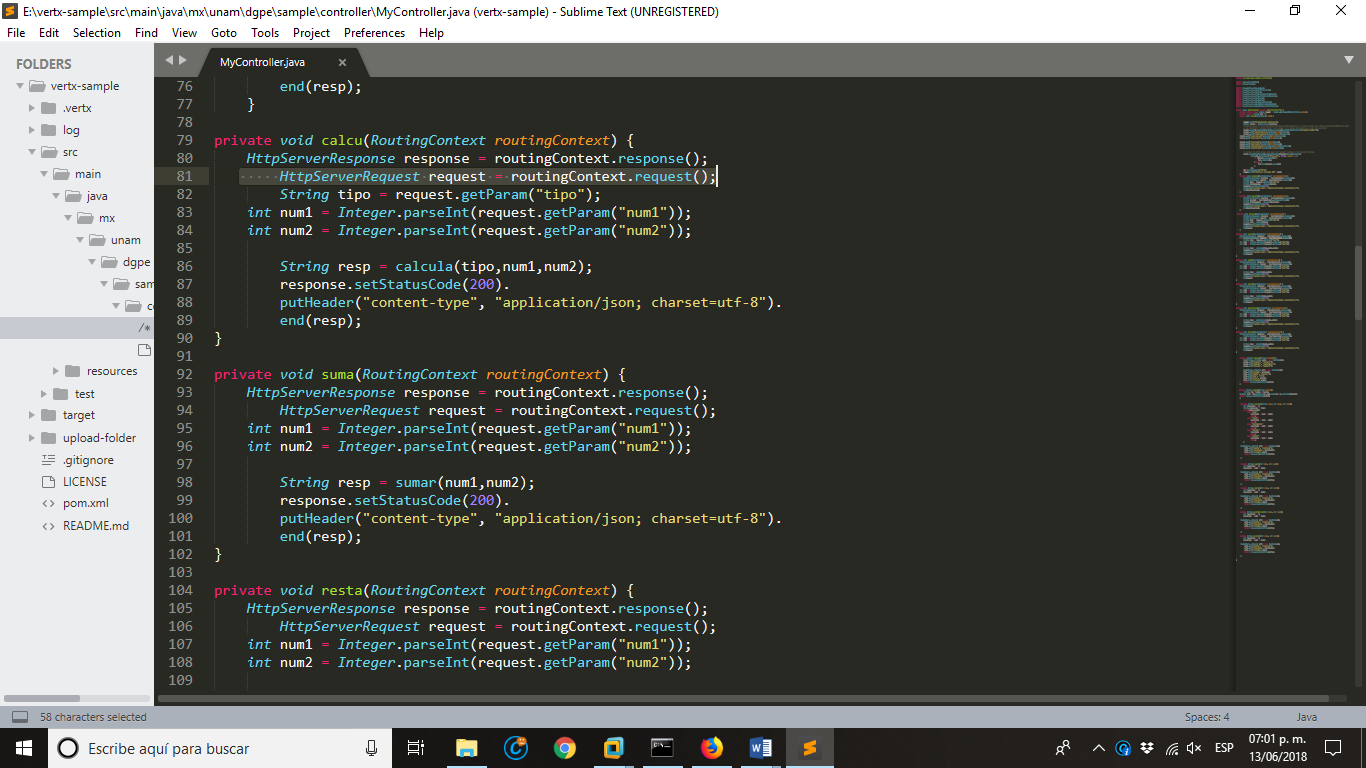 E:\vertx-sample\src\main\java\mx\unam\dgpe\sample\controller\MyController.java (vertx-sample) - Sublime Text (UNREGISTERED)
File Edit Selection Find View Goto Tools Project Preferences Help
FOLDERS
vertx-sample
.vertx
log
src
main
java
mx
unam
dgpe
sam
/*
resources
test
target
upload-folder
.gitignore
LICENSE
pom.xml
README.md
MyController.java
76 end(resp);
77 }
78
79 private void calcu(RoutingContext routingContext) {
80 HttpServerResponse response = routingContext.response();
81 HttpServerRequest request = routingContext.request();
82 String tipo = request.getParam("tipo");
83 int num1 = Integer.parseInt(request.getParam("num1"));
84 int num2 = Integer.parseInt(request.getParam("num2"));
85
86 String resp = calcula(tipo,num1,num2);
87 response.setStatusCode(200).
88 putHeader("content-type", "application/json; charset=utf-8").
89 end(resp);
90 }
91
92 private void suma(RoutingContext routingContext) {
93 HttpServerResponse response = routingContext.response();
94 HttpServerRequest request = routingContext.request();
95 int num1 = Integer.parseInt(request.getParam("num1"));
96 int num2 = Integer.parseInt(request.getParam("num2"));
97
98 String resp = sumar(num1,num2);
99 response.setStatusCode(200).
100 putHeader("content-type", "application/json; charset=utf-8").
101 end(resp);
102 }
103
104 private void resta(RoutingContext routingContext) {
105 HttpServerResponse response = routingContext.response();
106 HttpServerRequest request = routingContext.request();
107 int num1 = Integer.parseInt(request.getParam("num1"));
108 int num2 = Integer.parseInt(request.getParam("num2"));
109
58 characters selected
Spaces: 4
Java
Escribe aquí para buscar
ESP
07:01 p. m.
13/06/2018